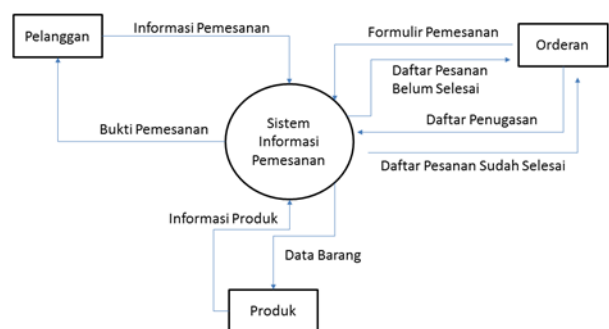 Pelanggan
Informasi Pemesanan
Formulir Pemesanan
Orderan
Daftar Pesanan
Belum Selesai
Bukti Pemesanan
Sistem
Informasi
Pemesanan
Daftar Penugasan
Daftar Pesanan Sudah Selesai
Informasi Produk
Data Barang
Produk